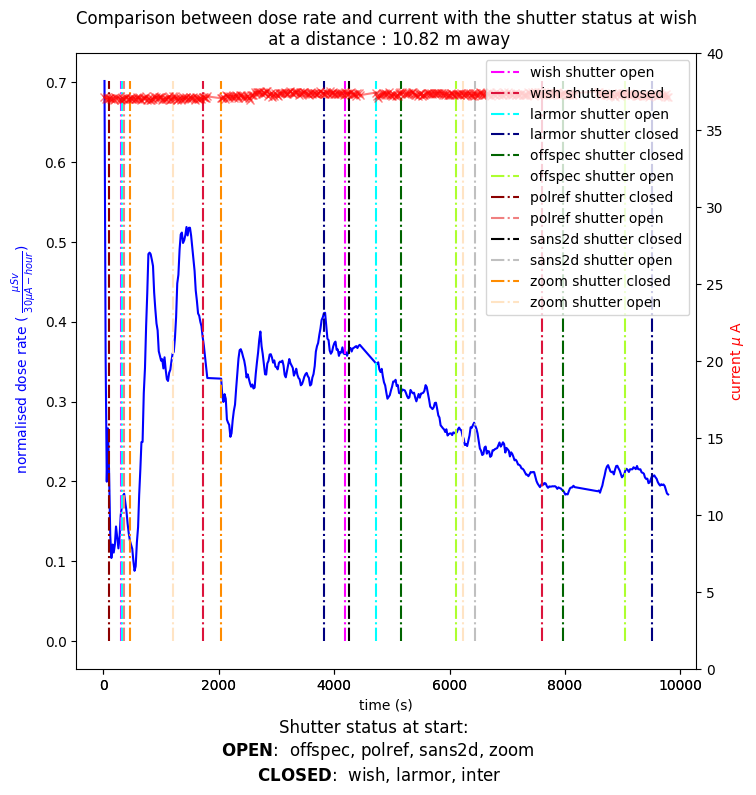 Comparison between dose rate and current with the shutter status at wish
at a distance : 10.82 m away
normalised dose rate ( μSv / 30μA − hour )
0.7
0.6
0.5
0.4
0.3
0.2
0.1
0.0
wish shutter open
wish shutter closed
larmor shutter open
larmor shutter closed
offspec shutter closed
offspec shutter open
polref shutter closed
polref shutter open
sans2d shutter closed
sans2d shutter open
zoom shutter closed
zoom shutter open
40
35
30
25
20
15
10
5
0
current μ A
0 2000 4000 6000 8000 10000
time (s)
Shutter status at start:
OPEN: offspec, polref, sans2d, zoom
CLOSED: wish, larmor, inter